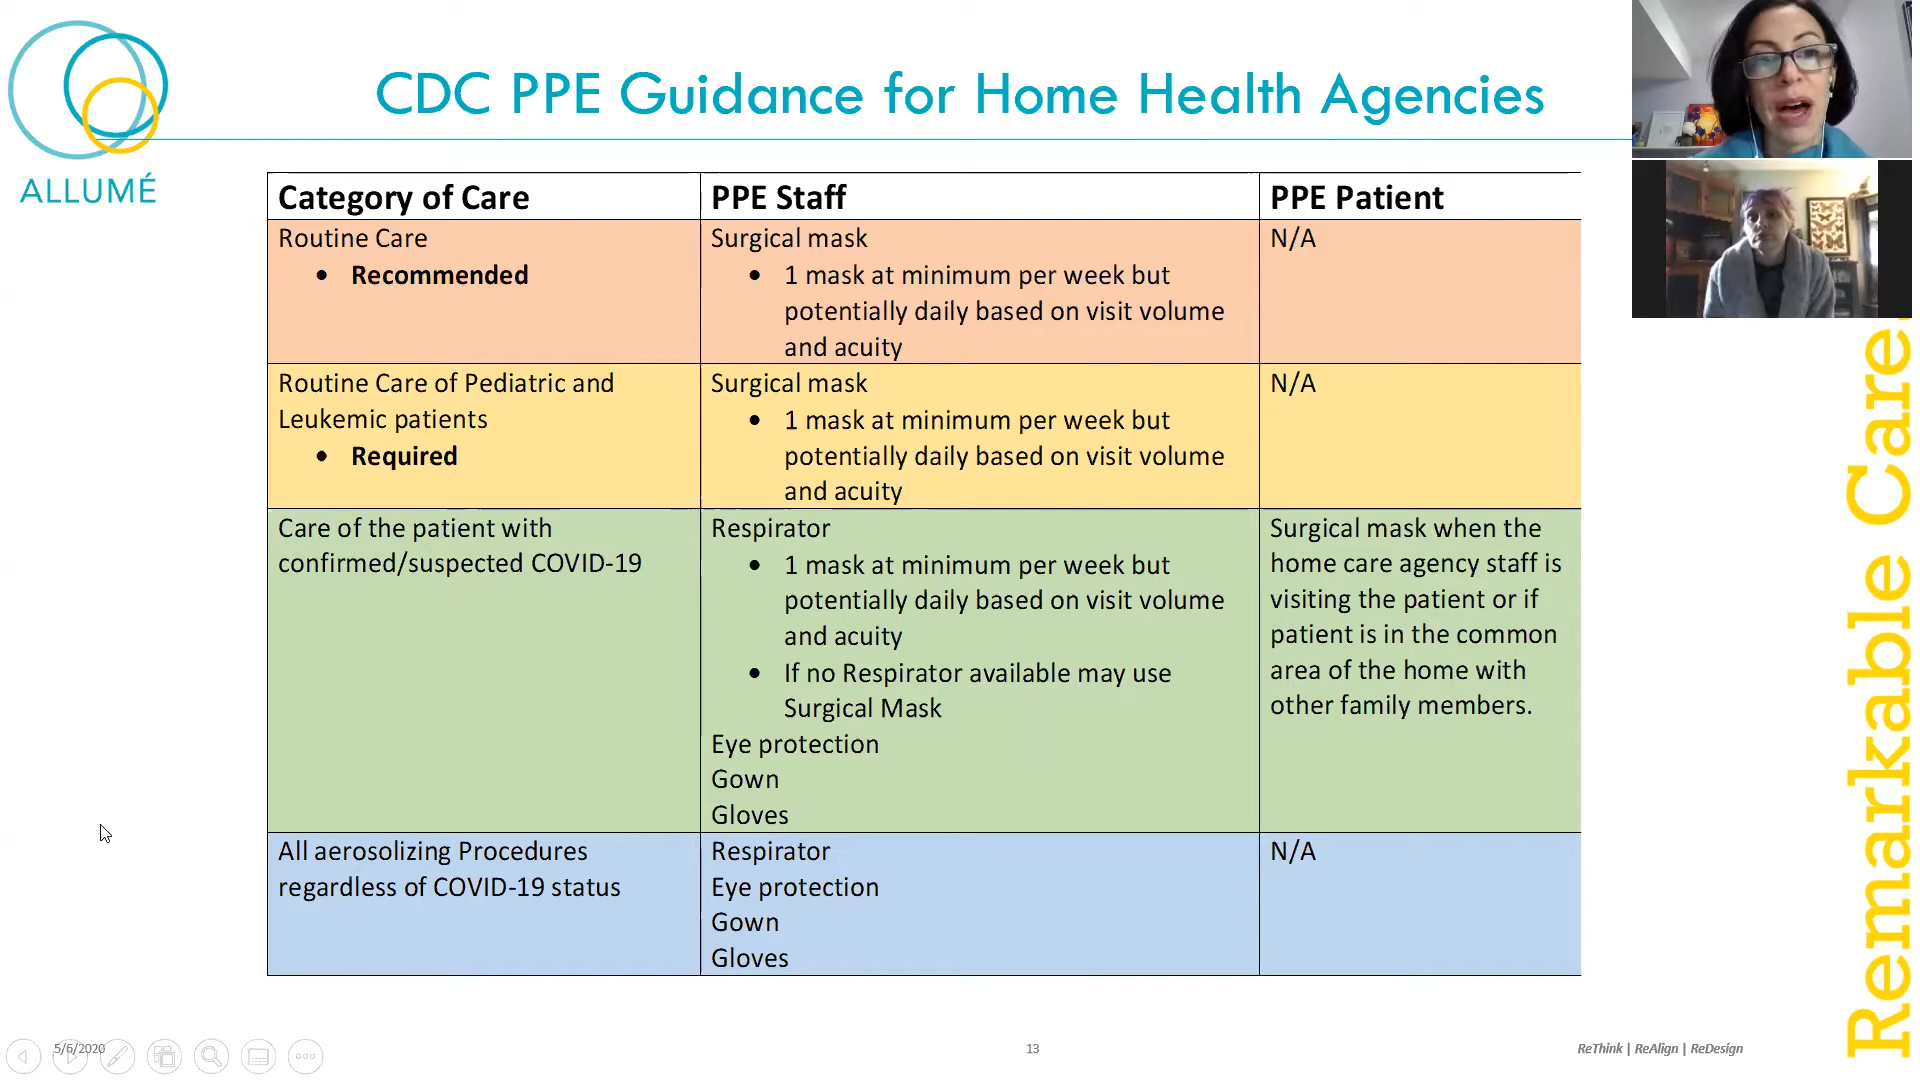 CDC PPE Guidance for Home Health Agencies
ALLUMÉ
Category of Care
PPE Staff
PPE Patient
Routine Care
• Recommended
Surgical mask
• 1 mask at minimum per week but
potentially daily based on visit volume
and acuity
N/A
Routine Care of Pediatric and
Leukemic patients
• Required
Surgical mask
• 1 mask at minimum per week but
potentially daily based on visit volume
and acuity
N/A
Care of the patient with
confirmed/suspected COVID-19
Respirator
• 1 mask at minimum per week but
potentially daily based on visit volume
and acuity
• If no Respirator available may use
Surgical Mask
Eye protection
Gown
Gloves
Surgical mask when the
home care agency staff is
visiting the patient or if
patient is in the common
area of the home with
other family members.
All aerosolizing Procedures
regardless of COVID-19 status
Respirator
Eye protection
Gown
Gloves
N/A
Remarkable Care.
5/6/2020
13
ReThink | ReAlign | ReDesign